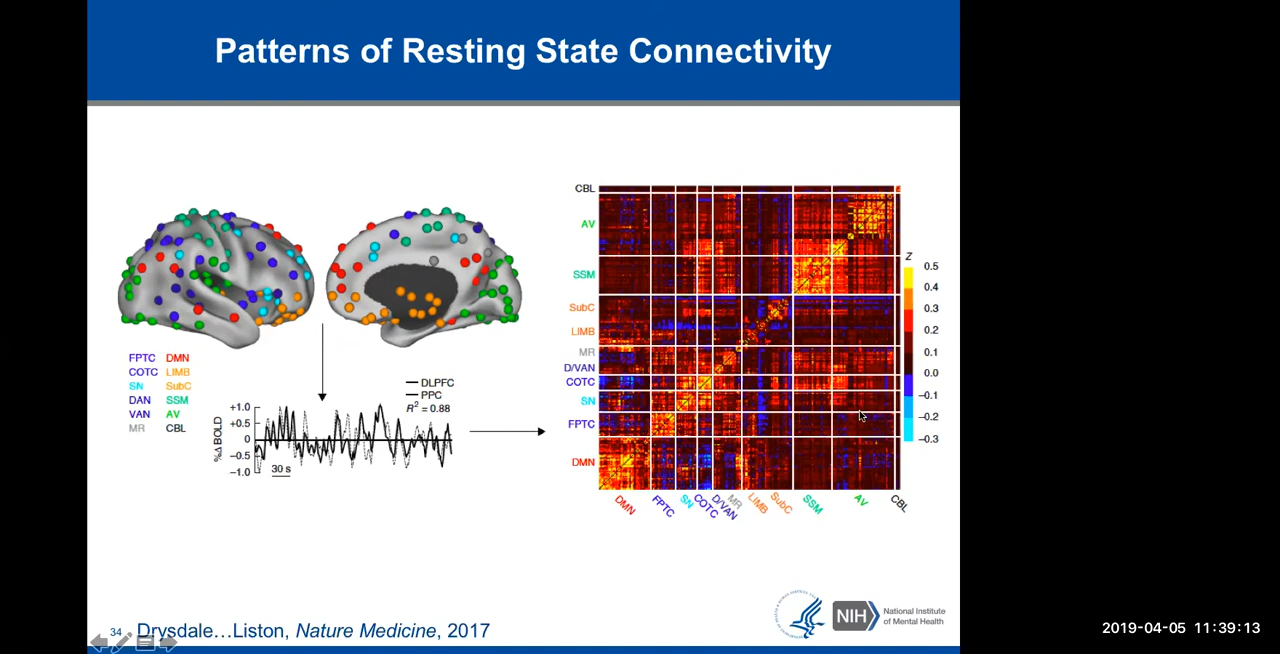 Patterns of Resting State Connectivity
FPTC DMN
COTC LIMB
SN SubC
DAN SSM
VAN AV
MR CBL
DLPFC
PPC
R² = 0.88
%Δ BOLD
+1.0
+0.5
0
−0.5
−1.0
30 s
CBL
AV
SSM
SubC
LIMB
MR
D/VAN
COTC
SN
FPTC
DMN
DMN FPTC SN COTC D/VAN MR LIMB SubC SSM AV CBL
Z
0.5
0.4
0.3
0.2
0.1
0.0
−0.1
−0.2
−0.3
34 Drysdale…Liston, Nature Medicine, 2017
NIH
National Institute
of Mental Health
2019-04-05 11:39:13